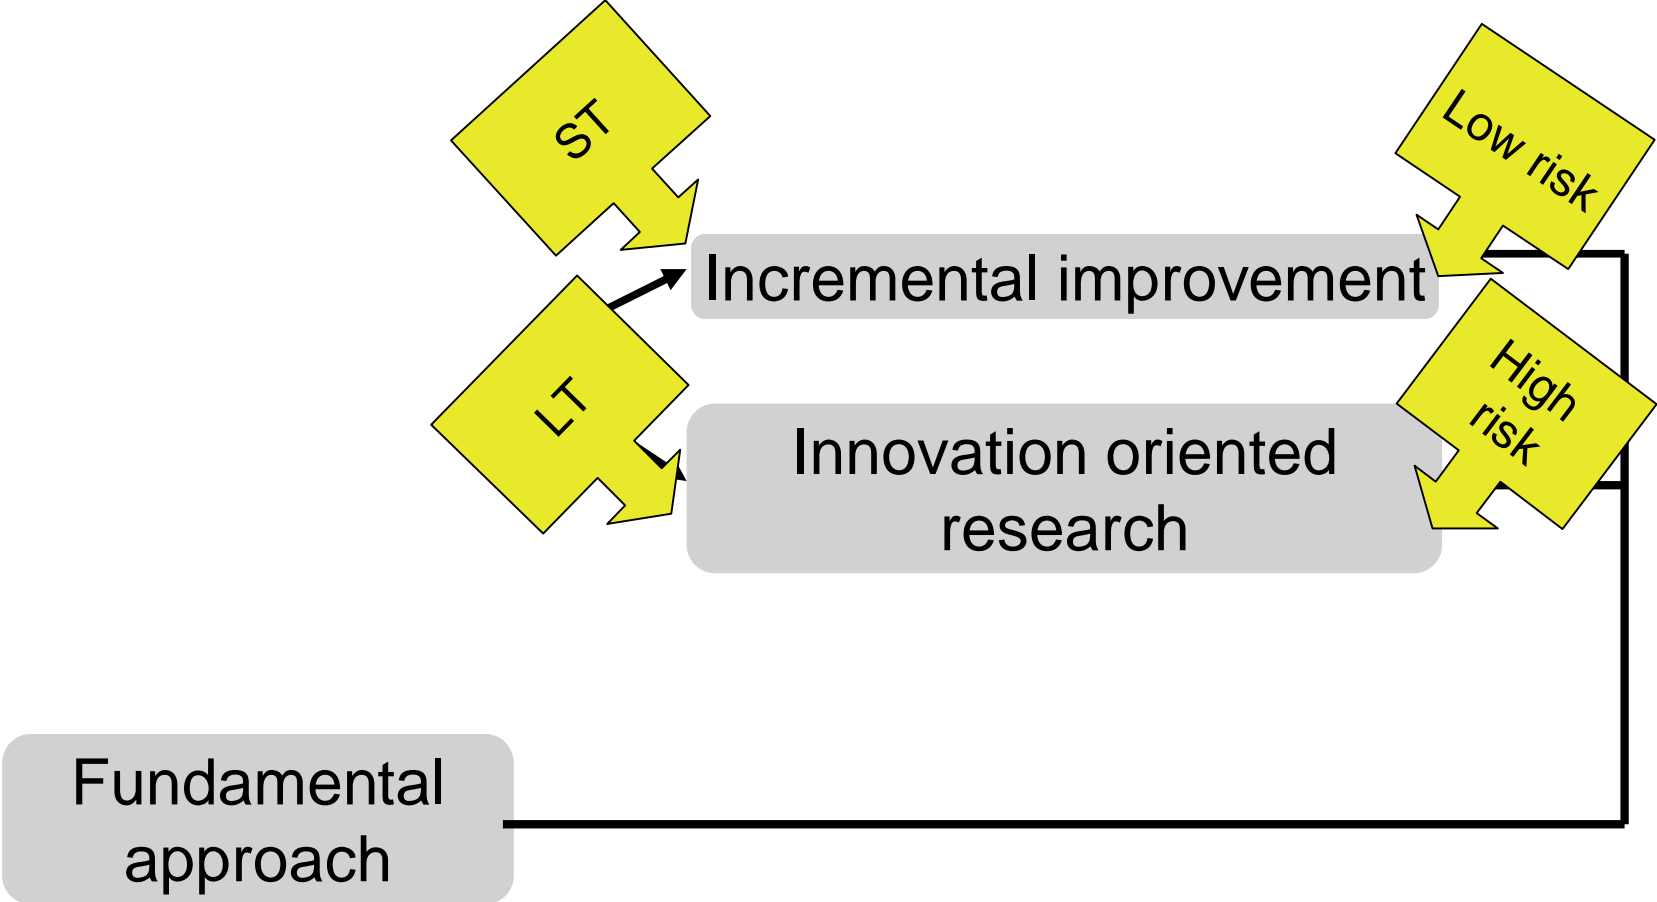 ST
Low risk
Incremental improvement
LT
High
risk
Innovation oriented
research
Fundamental
approach